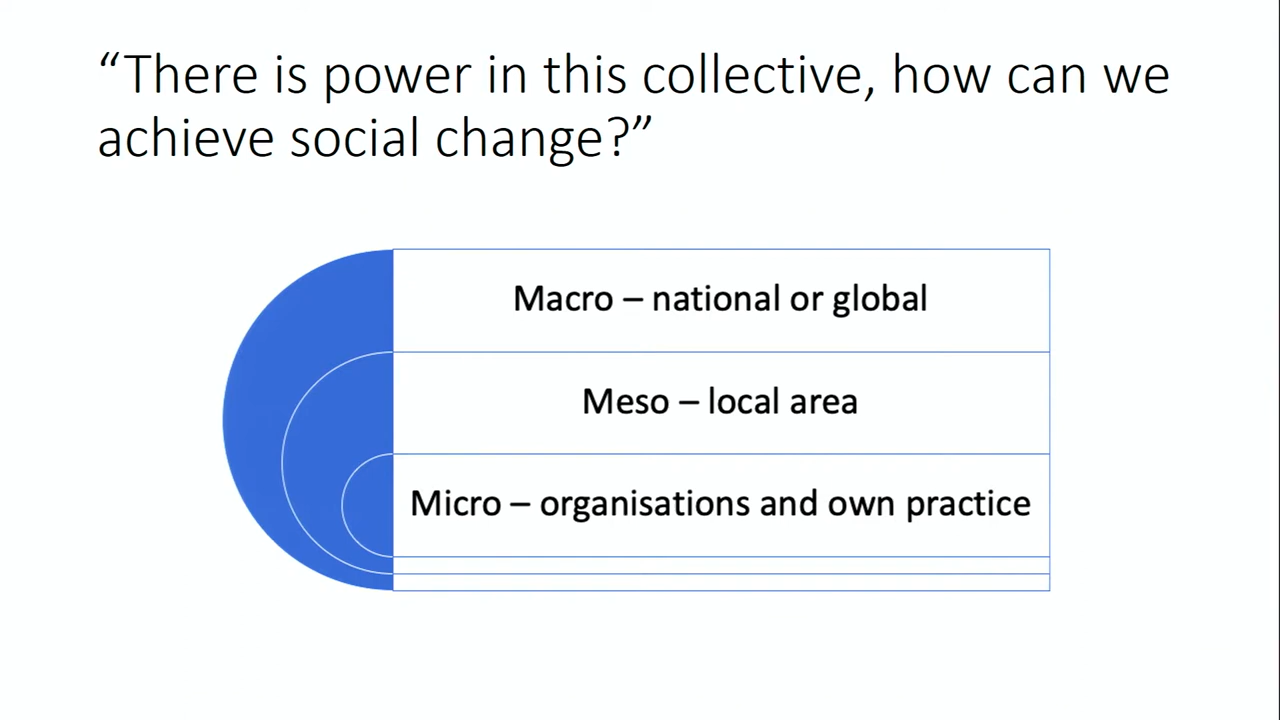 “There is power in this collective, how can we
achieve social change?”
Macro – national or global
Meso – local area
Micro – organisations and own practice